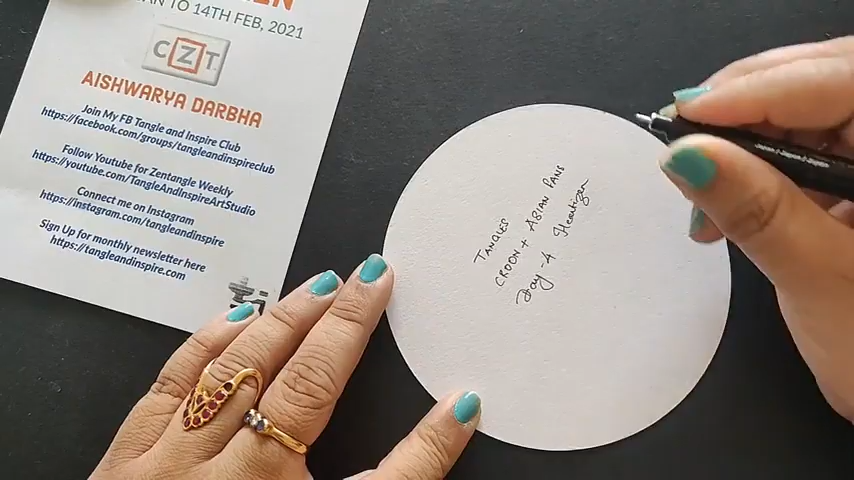 AN TO 14TH FEB, 2021
CZT
AISHWARYA DARBHA
Join My FB Tangle and Inspire Club
https://facebook.com/groups/tangleandinspireclub
Follow Youtube for Zentangle Weekly
https://youtube.com/TangleAndInspireArtStudio
Connect me on Instagram
https://instagram.com/tangleandinspire
Sign Up for monthly newsletter here
https://tangleandinspire.com
TANGLES
CROON + ASIAN FANS
Day-4 Heartizen